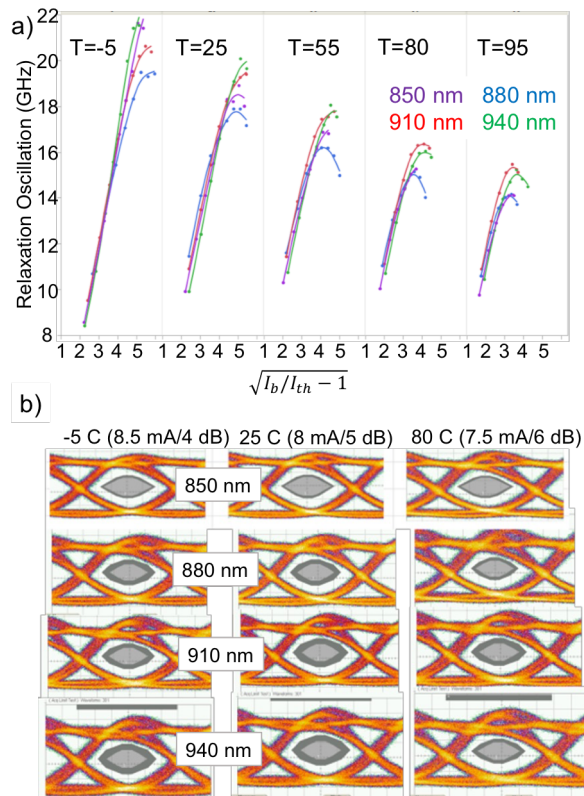 a)
22
20
18
16
14
12
10
8
Relaxation Oscillation (GHz)
T=-5 T=25 T=55 T=80 T=95
850 nm 880 nm
910 nm 940 nm
1 2 3 4 5 1 2 3 4 5 1 2 3 4 5 1 2 3 4 5 1 2 3 4 5
√I_b/I_th − 1
b)
-5 C (8.5 mA/4 dB) 25 C (8 mA/5 dB) 80 C (7.5 mA/6 dB)
850 nm
880 nm
910 nm
940 nm